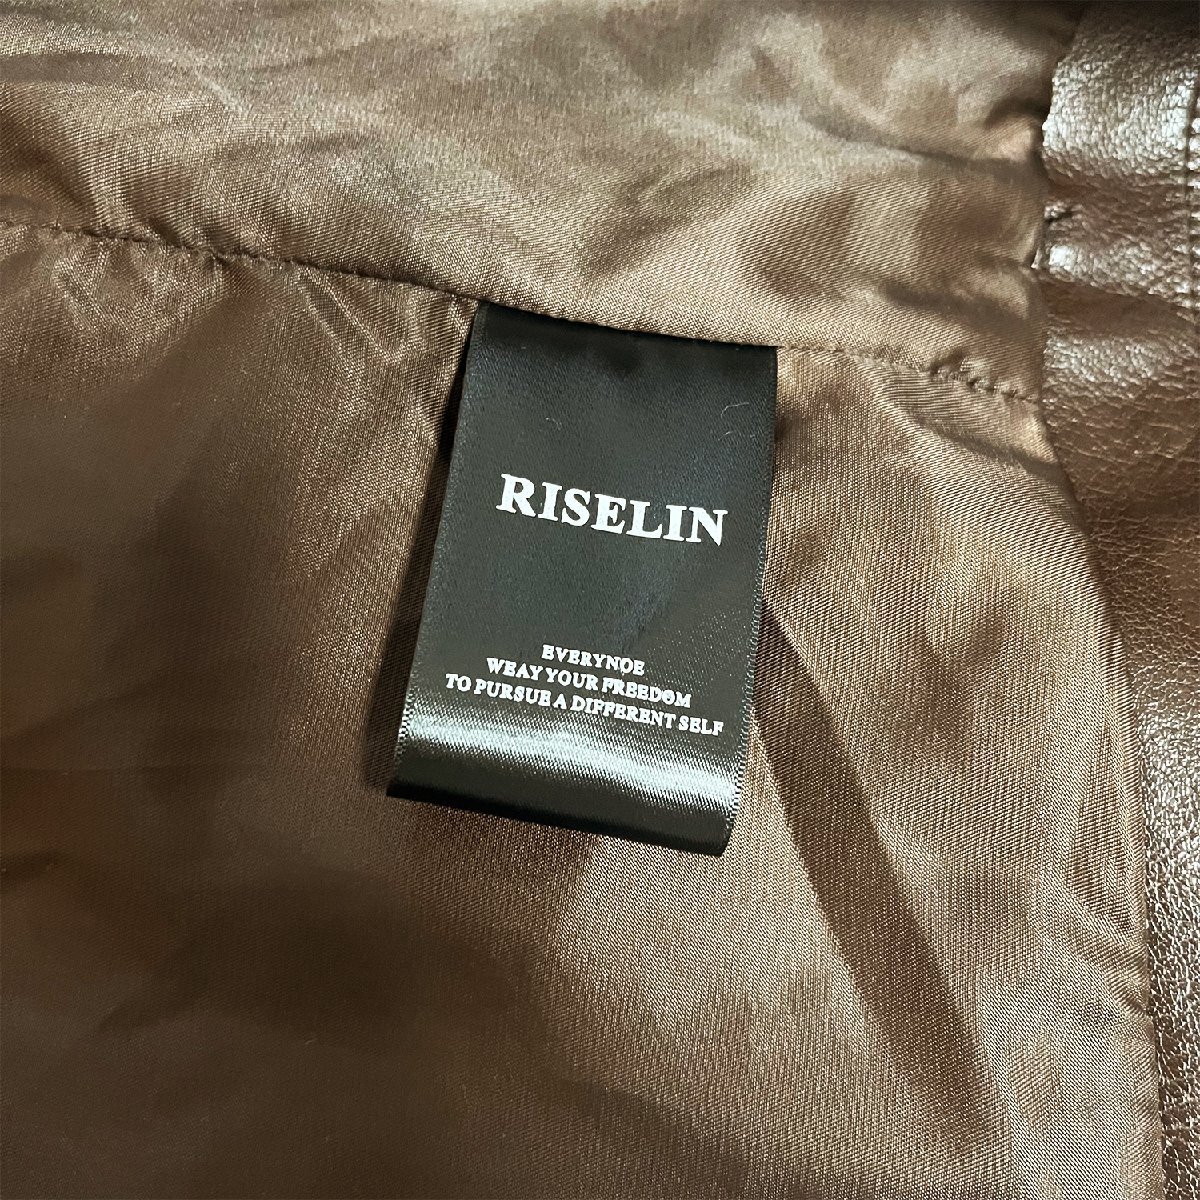 RISELIN
EVERYNOE
WEAY YOUR FREEDOM
TO PURSUE A DIFFERENT SELF